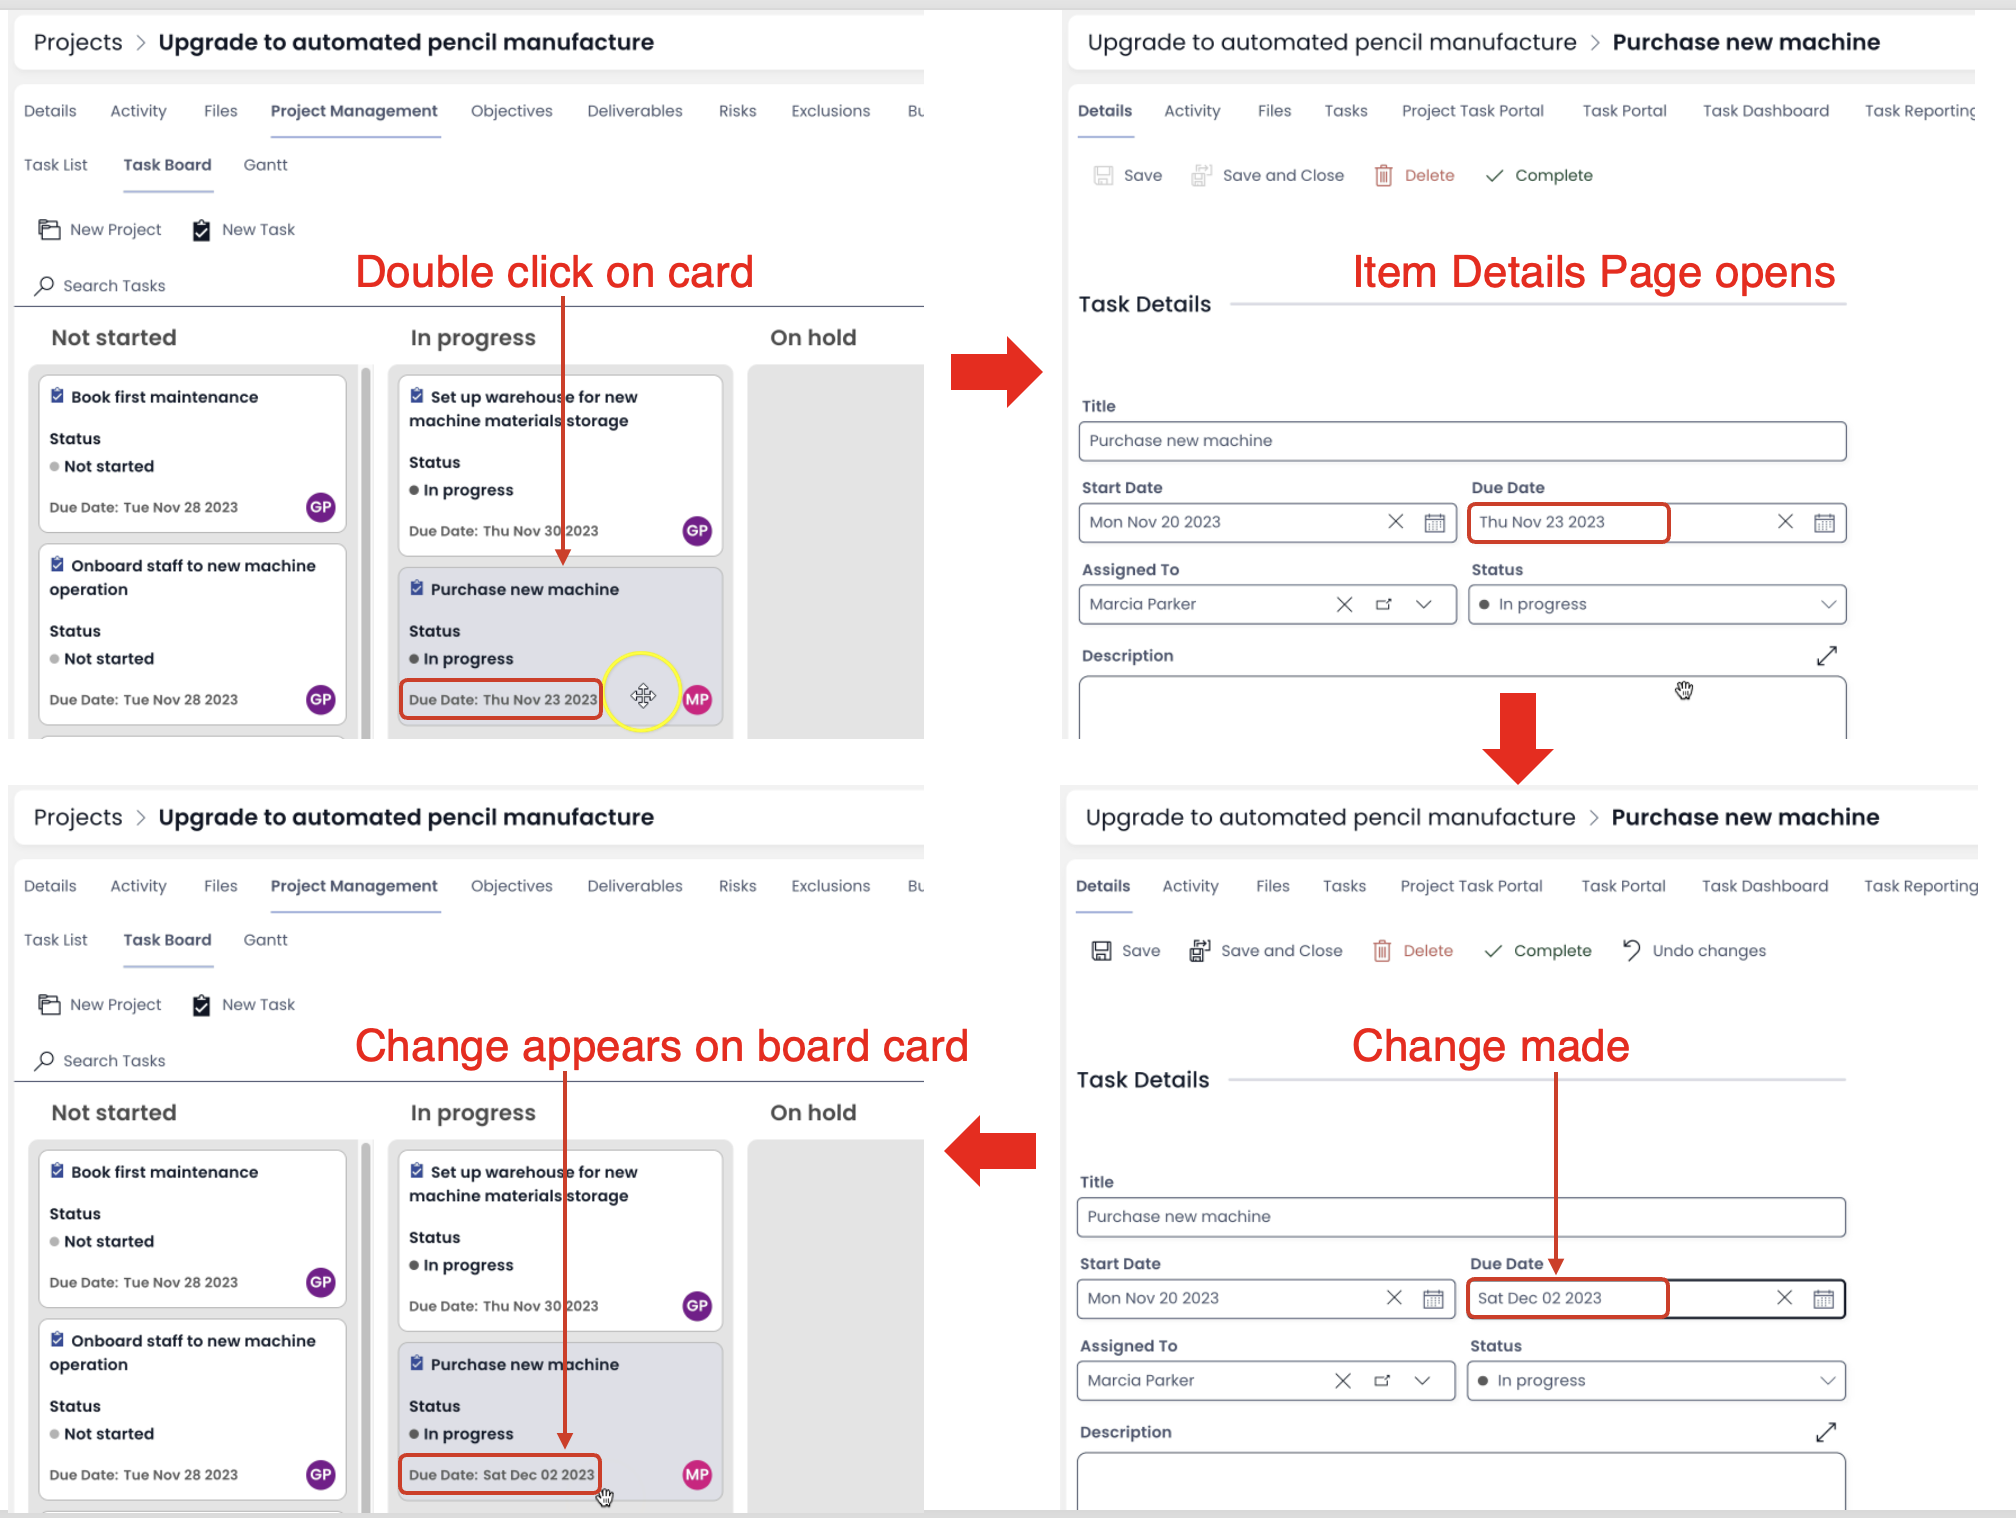 Projects > Upgrade to automated pencil manufacture
Details Activity Files Project Management Objectives Deliverables Risks Exclusions Bu
Task List Task Board Gantt
New Project New Task
Search Tasks
Double click on card
Not started In progress On hold
Book first maintenance
Status
Not started
Due Date: Tue Nov 28 2023 GP
Onboard staff to new machine
operation
Status
Not started
Due Date: Tue Nov 28 2023 GP
Set up warehouse for new
machine materials storage
Status
In progress
Due Date: Thu Nov 30 2023 GP
Purchase new machine
Status
In progress
Due Date: Thu Nov 23 2023 MP
Upgrade to automated pencil manufacture > Purchase new machine
Details Activity Files Tasks Project Task Portal Task Portal Task Dashboard Task Reporting
Save Save and Close Delete Complete
Item Details Page opens
Task Details
Title
Purchase new machine
Start Date Due Date
Mon Nov 20 2023 Thu Nov 23 2023
Assigned To Status
Marcia Parker In progress
Description
Upgrade to automated pencil manufacture > Purchase new machine
Details Activity Files Tasks Project Task Portal Task Portal Task Dashboard Task Reporting
Save Save and Close Delete Complete Undo changes
Change made
Task Details
Title
Purchase new machine
Start Date Due Date
Mon Nov 20 2023 Sat Dec 02 2023
Assigned To Status
Marcia Parker In progress
Description
Projects > Upgrade to automated pencil manufacture
Details Activity Files Project Management Objectives Deliverables Risks Exclusions Bu
Task List Task Board Gantt
New Project New Task
Search Tasks
Change appears on board card
Not started In progress On hold
Book first maintenance
Status
Not started
Due Date: Tue Nov 28 2023 GP
Onboard staff to new machine
operation
Status
Not started
Due Date: Tue Nov 28 2023 GP
Set up warehouse for new
machine materials storage
Status
In progress
Due Date: Thu Nov 30 2023 GP
Purchase new machine
Status
In progress
Due Date: Sat Dec 02 2023 MP